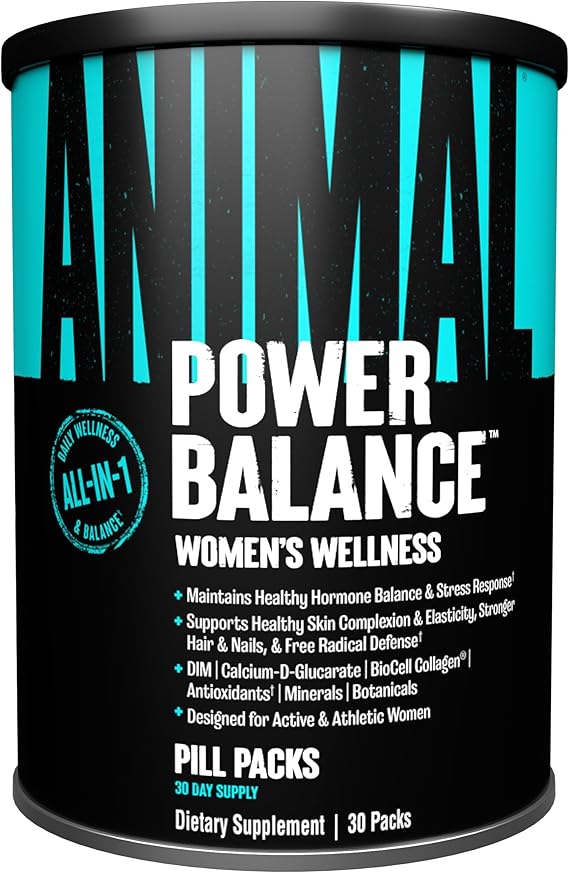 ANIMAL®
POWER
BALANCE™
DAILY WELLNESS
ALL-IN-1
& BALANCE†
WOMEN'S WELLNESS
+ Maintains Healthy Hormone Balance & Stress Response†
+ Supports Healthy Skin Complexion & Elasticity, Stronger
Hair & Nails, & Free Radical Defense†
+ DIM | Calcium-D-Glucarate | BioCell Collagen® |
Antioxidants† | Minerals | Botanicals
+ Designed for Active & Athletic Women
PILL PACKS
30 DAY SUPPLY
Dietary Supplement | 30 Packs